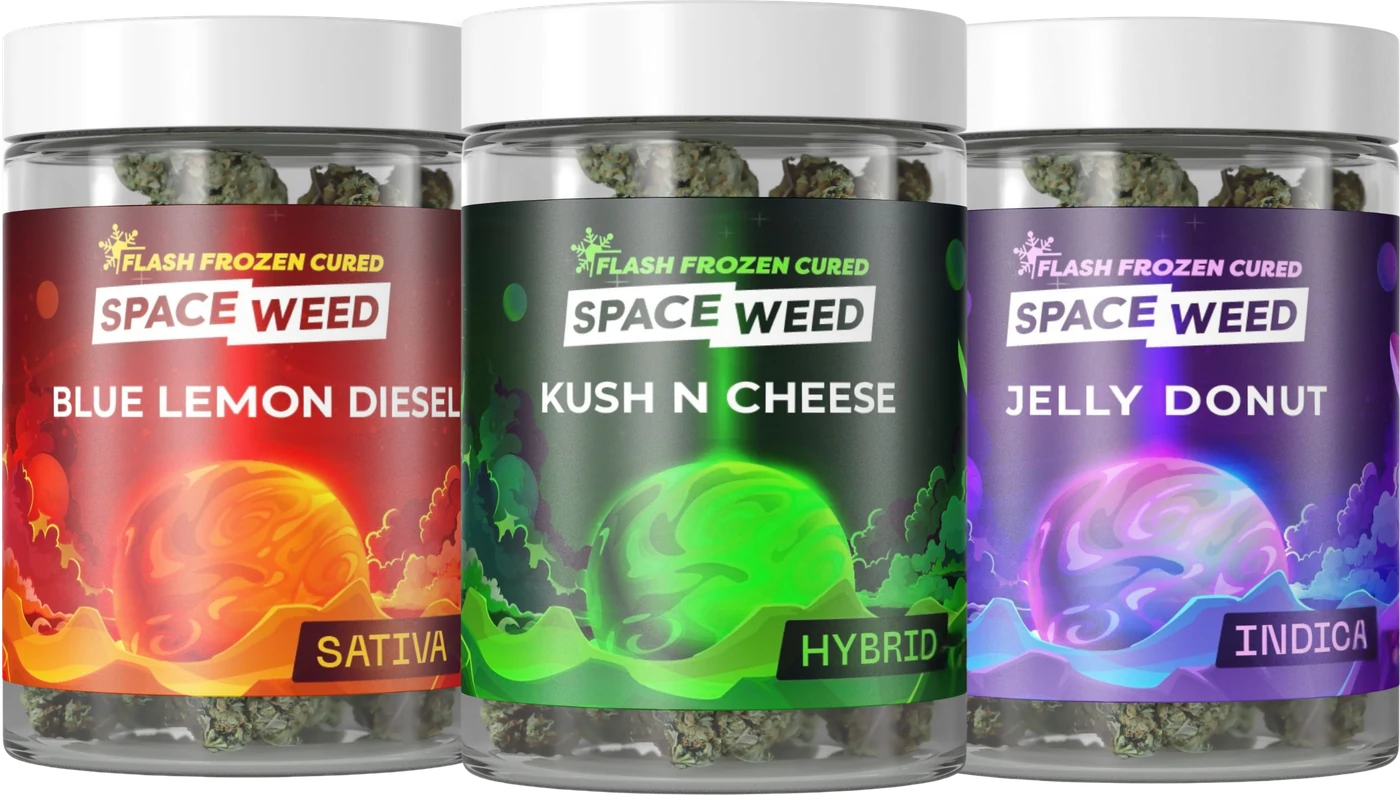 FLASH FROZEN CURED
SPACE WEED
BLUE LEMON DIESEL
SATIVA
FLASH FROZEN CURED
SPACE WEED
KUSH N CHEESE
HYBRID
FLASH FROZEN CURED
SPACE WEED
JELLY DONUT
INDICA